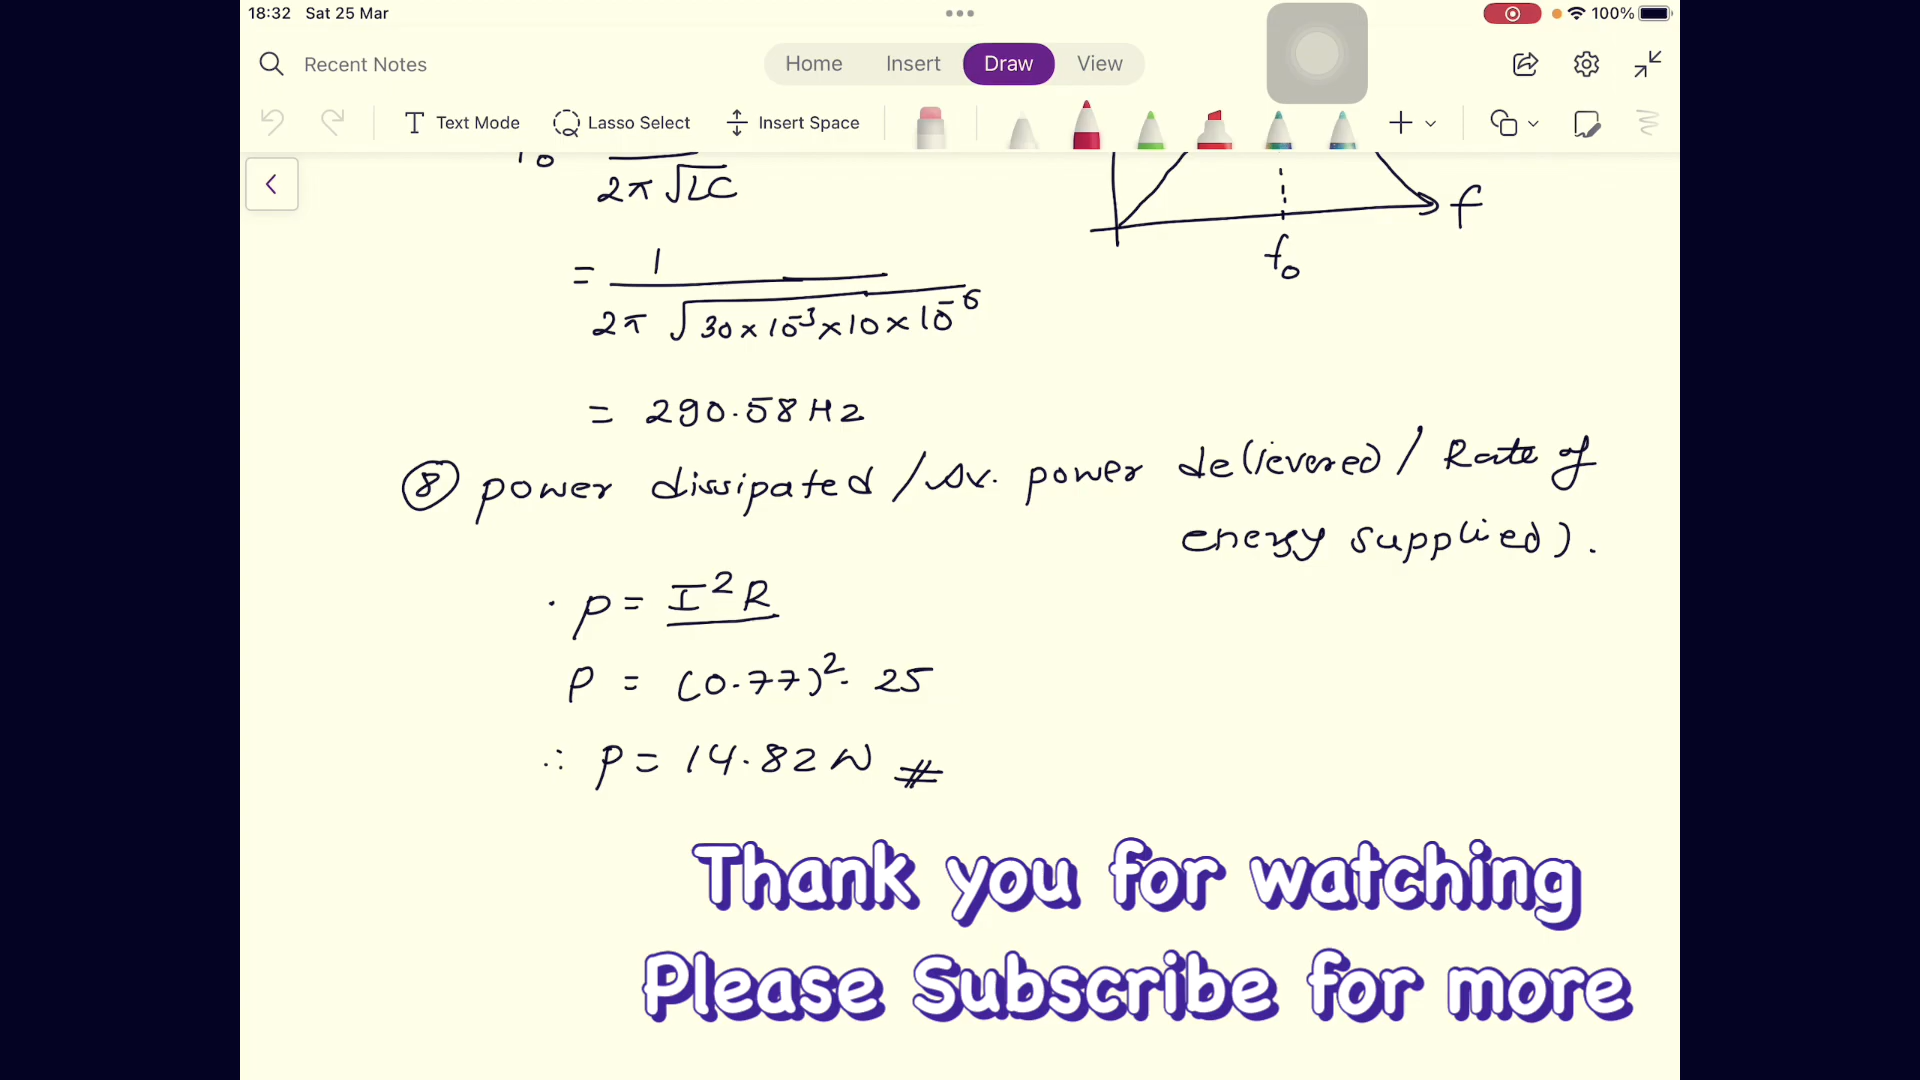 18:32 Sat 25 Mar
100%
Recent Notes
Home Insert Draw View
Text Mode Lasso Select Insert Space
2π √LC
f
f₀
= 1 / 2π √30×10⁻³×10×10⁻⁶
= 290.58 Hz
⑧ power dissipated / Av. power delievered / Rate of
energy supplied).
. P = I²R
P = (0.77)². 25
∴ P = 14.82 W #
Thank you for watching
Please Subscribe for more